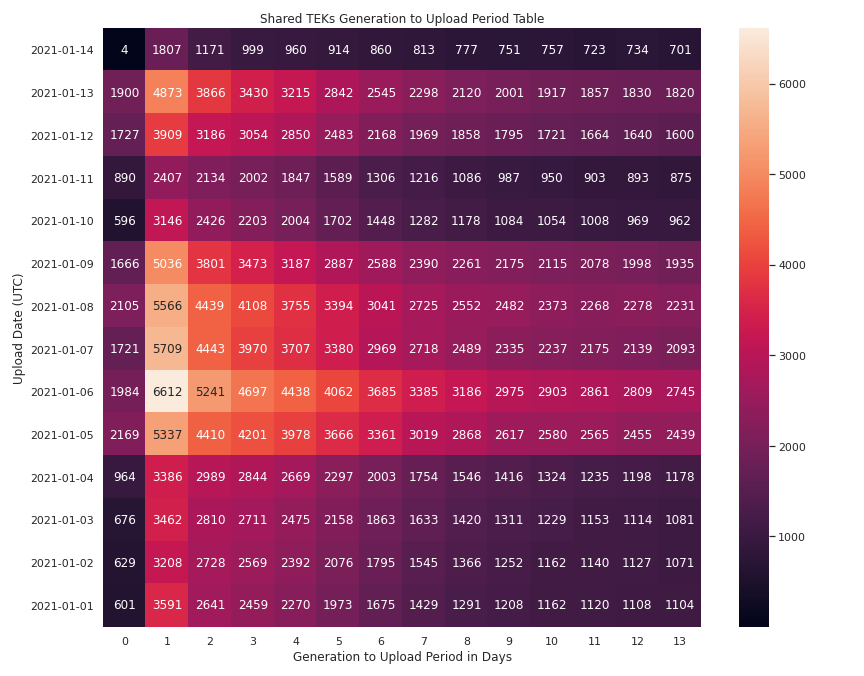 Shared TEKs Generation to Upload Period Table
Upload Date (UTC)
2021-01-14 4 1807 1171 999 960 914 860 813 777 751 757 723 734 701
2021-01-13 1900 4873 3866 3430 3215 2842 2545 2298 2120 2001 1917 1857 1830 1820
2021-01-12 1727 3909 3186 3054 2850 2483 2168 1969 1858 1795 1721 1664 1640 1600
2021-01-11 890 2407 2134 2002 1847 1589 1306 1216 1086 987 950 903 893 875
2021-01-10 596 3146 2426 2203 2004 1702 1448 1282 1178 1084 1054 1008 969 962
2021-01-09 1666 5036 3801 3473 3187 2887 2588 2390 2261 2175 2115 2078 1998 1935
2021-01-08 2105 5566 4439 4108 3755 3394 3041 2725 2552 2482 2373 2268 2278 2231
2021-01-07 1721 5709 4443 3970 3707 3380 2969 2718 2489 2335 2237 2175 2139 2093
2021-01-06 1984 6612 5241 4697 4438 4062 3685 3385 3186 2975 2903 2861 2809 2745
2021-01-05 2169 5337 4410 4201 3978 3666 3361 3019 2868 2617 2580 2565 2455 2439
2021-01-04 964 3386 2989 2844 2669 2297 2003 1754 1546 1416 1324 1235 1198 1178
2021-01-03 676 3462 2810 2711 2475 2158 1863 1633 1420 1311 1229 1153 1114 1081
2021-01-02 629 3208 2728 2569 2392 2076 1795 1545 1366 1252 1162 1140 1127 1071
2021-01-01 601 3591 2641 2459 2270 1973 1675 1429 1291 1208 1162 1120 1108 1104
0 1 2 3 4 5 6 7 8 9 10 11 12 13
Generation to Upload Period in Days
6000
5000
4000
3000
2000
1000